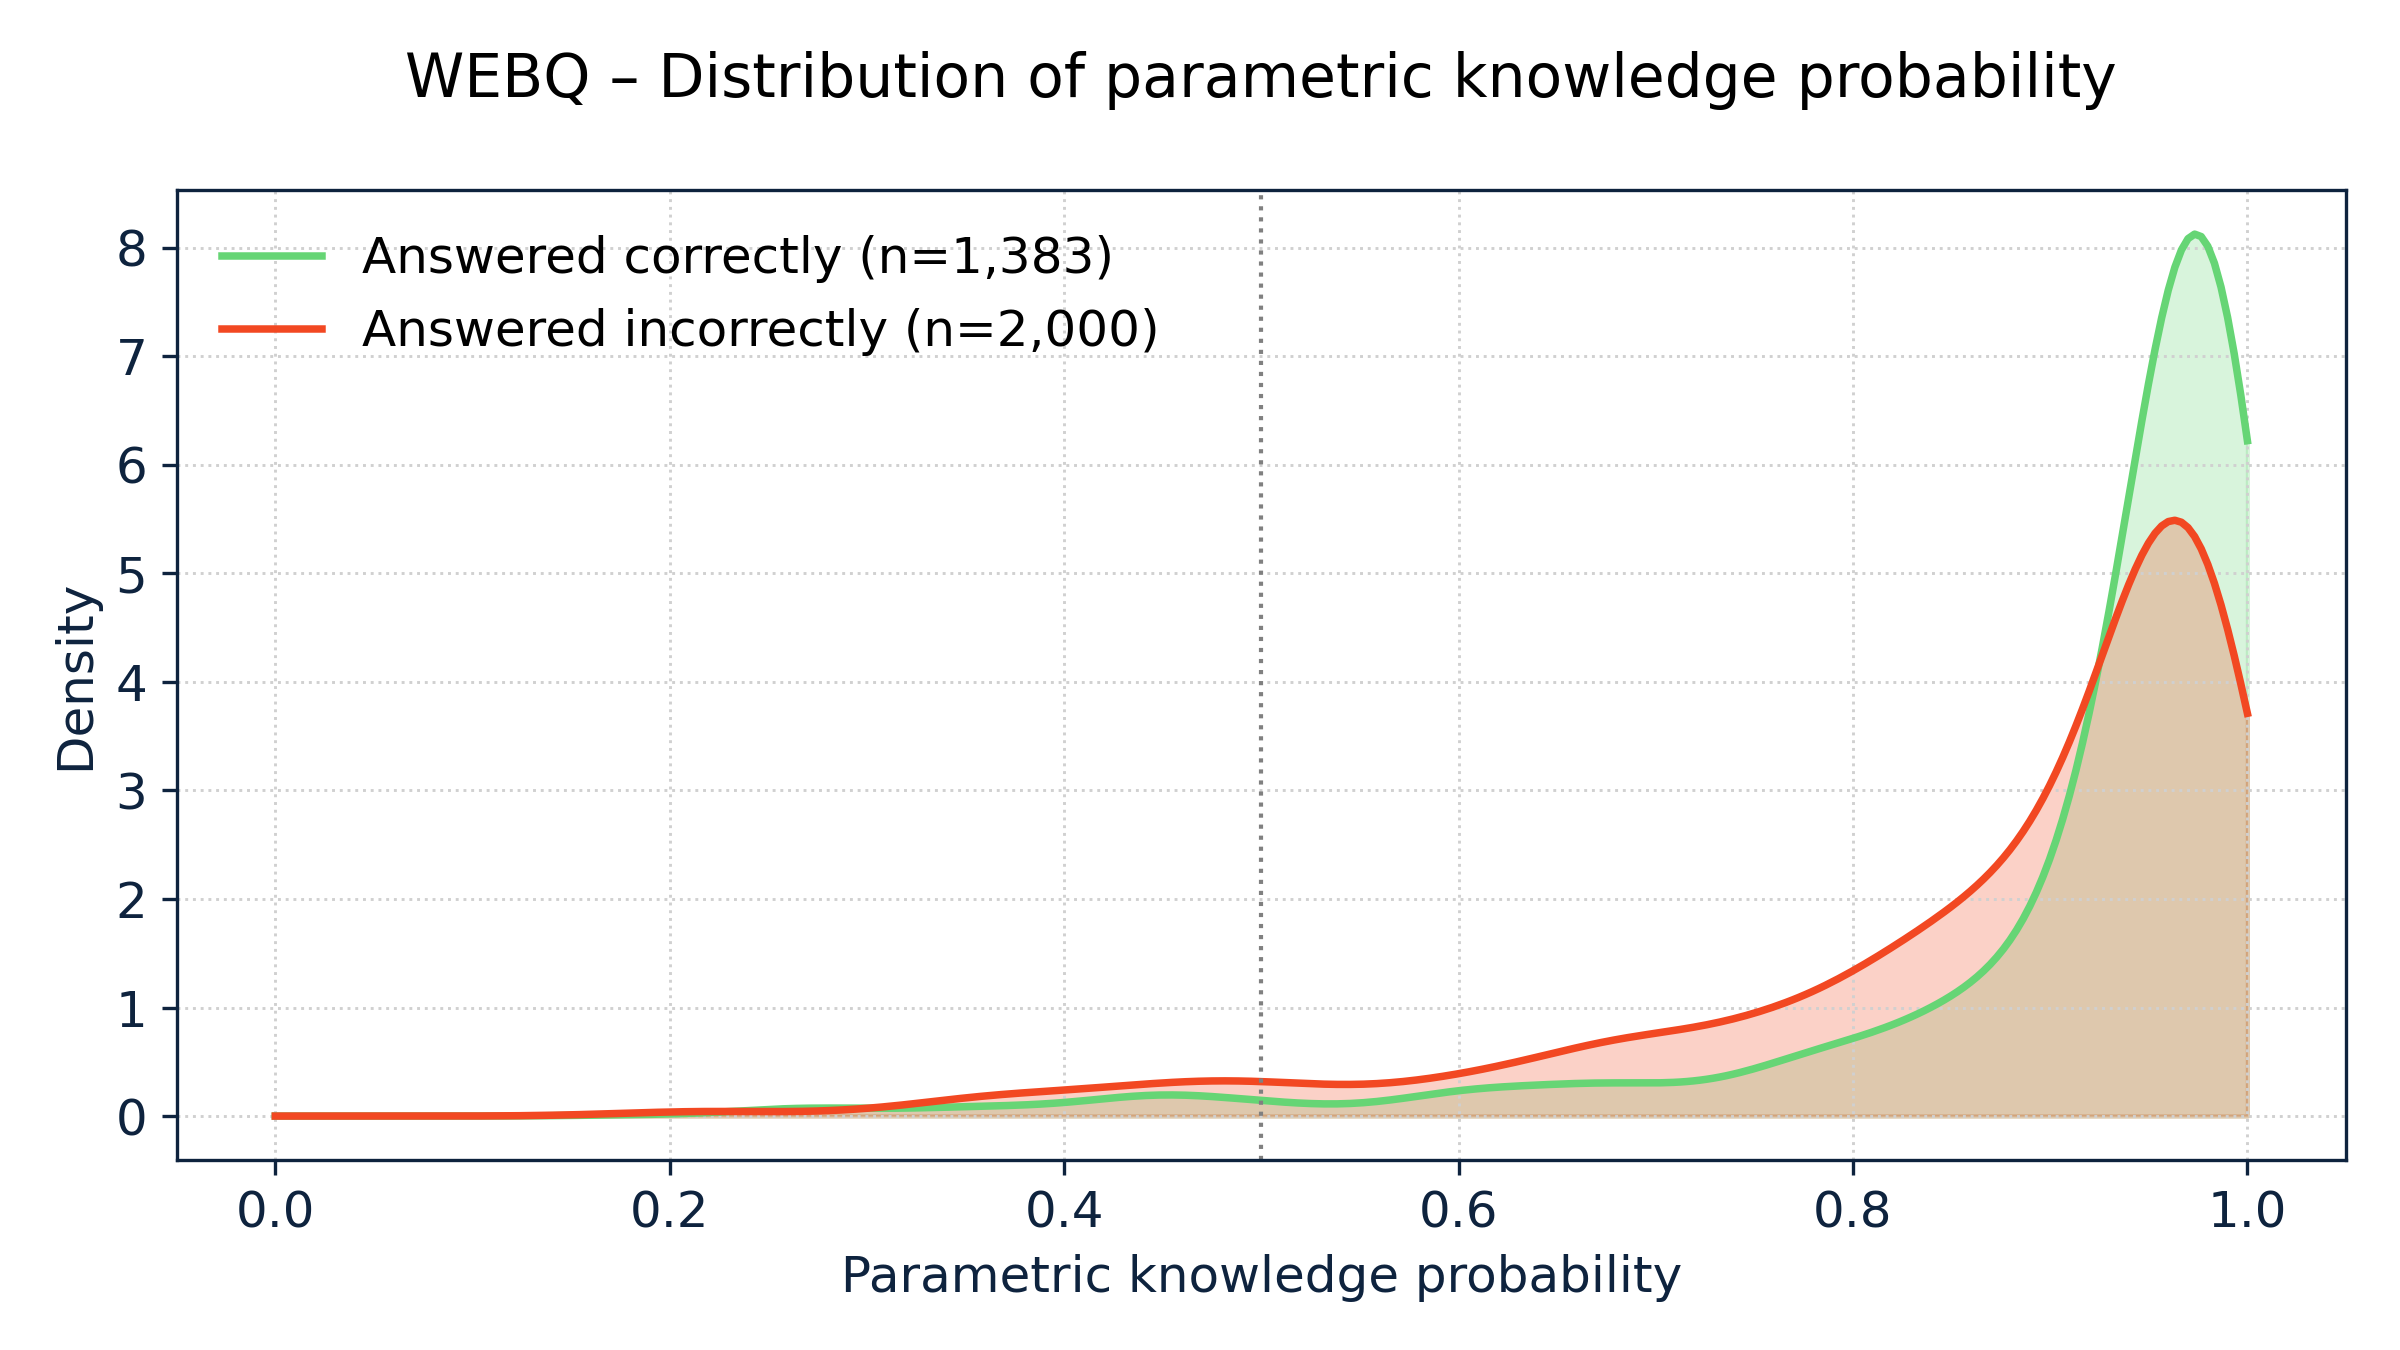 WEBQ – Distribution of parametric knowledge probability
Answered correctly (n=1,383)
Answered incorrectly (n=2,000)
Density
8
7
6
5
4
3
2
1
0
0.0 0.2 0.4 0.6 0.8 1.0
Parametric knowledge probability